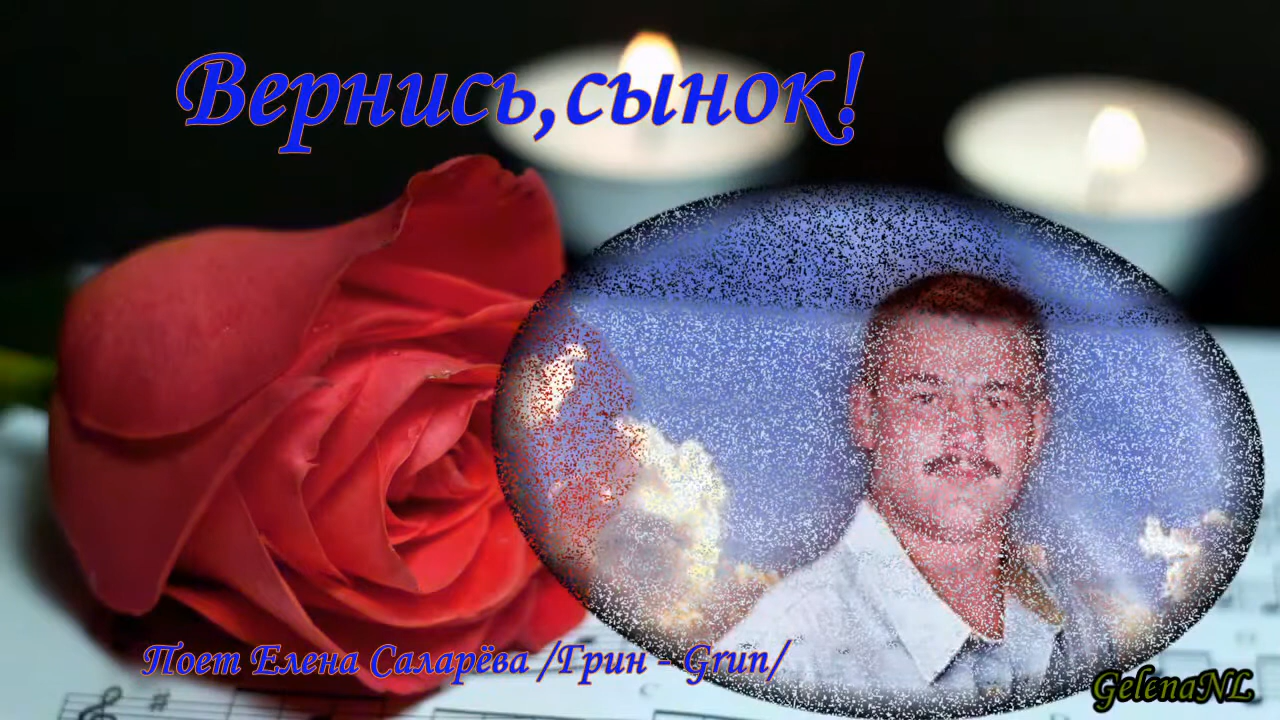 Вернись,сынок!
Поет Елена Саларёва /Грин - Grun/
GelenaNL